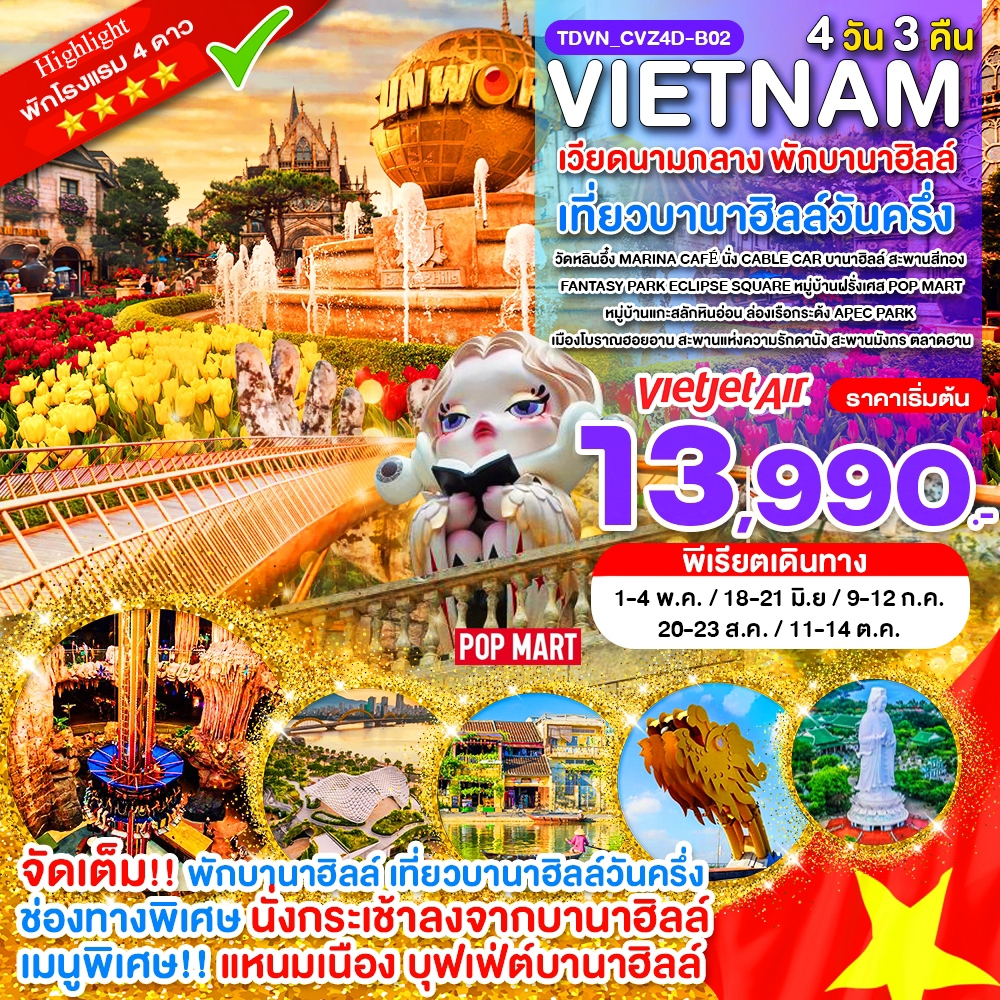 Highlight
พักโรงแรม 4 ดาว
TDVN_CVZ4D-B02
4 วัน 3 คืน
VIETNAM
UNWOR
เวียดนามกลาง พักบานาฮิลล์
เที่ยวบานาฮิลล์วันครึ่ง
วัดหลินอึ๋ง MARINA CAFÉ นั่ง CABLE CAR บานาฮิลล์ สะพานสีทอง
FANTASY PARK ECLIPSE SQUARE หมู่บ้านฝรั่งเศส POP MART
หมู่บ้านแกะสลักหินอ่อน ล่องเรือกระด้ง APEC PARK
เมืองโบราณฮอยอาน สะพานแห่งความรักดานัง สะพานมังกร ตลาดฮาน
vietjet Air
ราคาเริ่มต้น
13,990.-
พีเรียตเดินทาง
1-4 พ.ค. / 18-21 มิ.ย / 9-12 ก.ค.
20-23 ส.ค. / 11-14 ต.ค.
POP MART
จัดเต็ม!! พักบานาฮิลล์ เที่ยวบานาฮิลล์วันครึ่ง
ช่องทางพิเศษ นั่งกระเช้าลงจากบานาฮิลล์
เมนูพิเศษ!! แหนมเนือง บุฟเฟ่ต์บานาฮิลล์